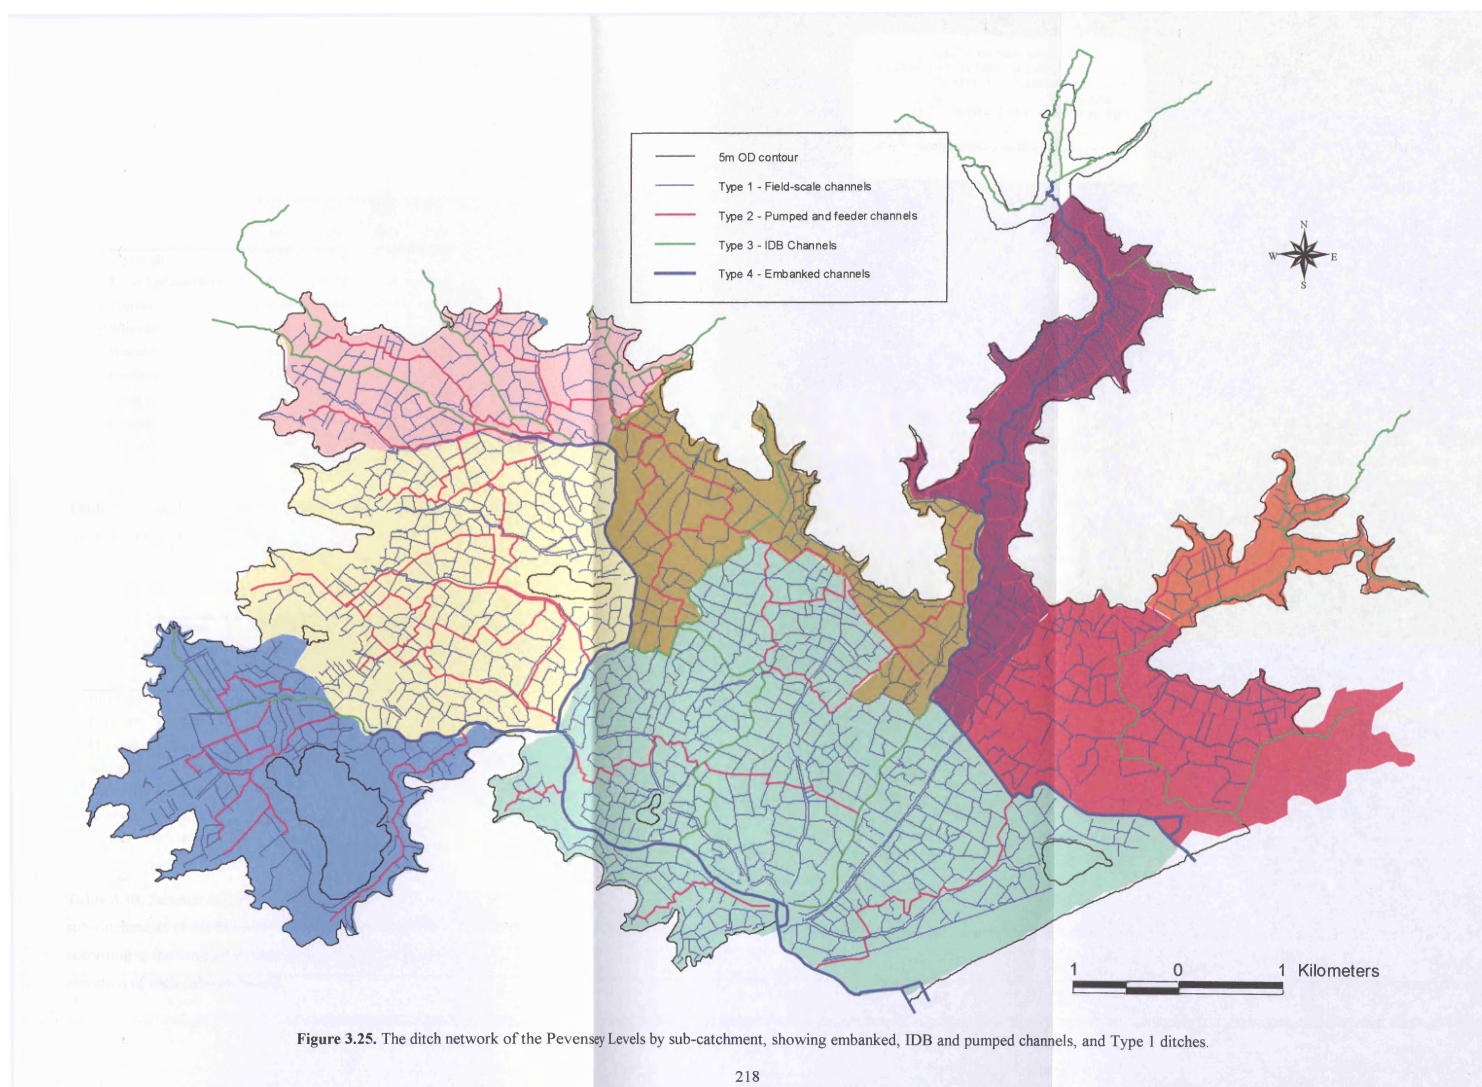 5m OD contour
Type 1 - Field-scale channels
Type 2 - Pumped and feeder channels
Type 3 - IDB Channels
Type 4 - Embanked channels
N
W E
S
1 0 1 Kilometers
Figure 3.25. The ditch network of the Pevensey Levels by sub-catchment, showing embanked, IDB and pumped channels, and Type 1 ditches.
218